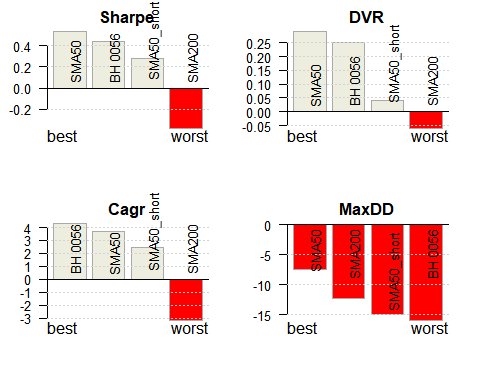 Sharpe
0.4
0.2
0.0
-0.2
SMA50
BH 0056
SMA50_short
SMA200
best
worst
DVR
0.25
0.20
0.15
0.10
0.05
0.00
-0.05
SMA50
BH 0056
SMA50_short
SMA200
best
worst
Cagr
4
3
2
1
0
-1
-2
-3
BH 0056
SMA50
SMA50_short
SMA200
best
worst
MaxDD
0
-5
-10
-15
SMA50
SMA200
SMA50_short
BH 0056
best
worst